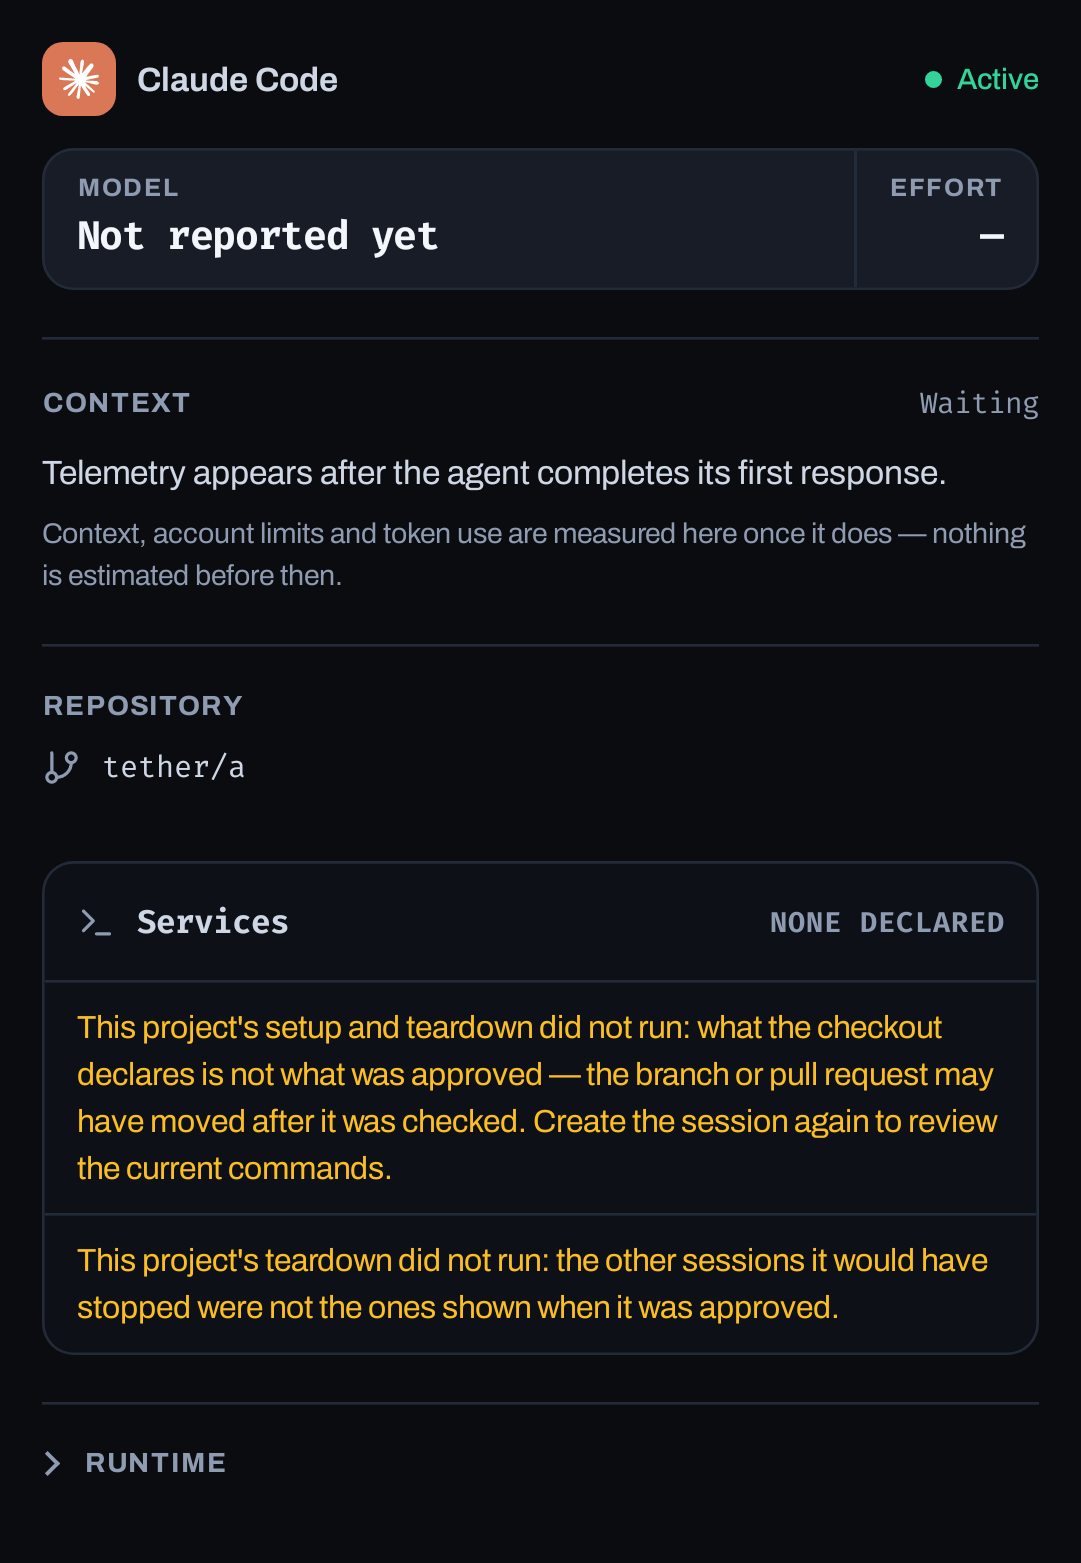 Claude Code
Active
MODEL
Not reported yet
EFFORT
—
CONTEXT
Waiting
Telemetry appears after the agent completes its first response.
Context, account limits and token use are measured here once it does — nothing
is estimated before then.
REPOSITORY
tether/a
Services
NONE DECLARED
This project's setup and teardown did not run: what the checkout
declares is not what was approved — the branch or pull request may
have moved after it was checked. Create the session again to review
the current commands.
This project's teardown did not run: the other sessions it would have
stopped were not the ones shown when it was approved.
RUNTIME